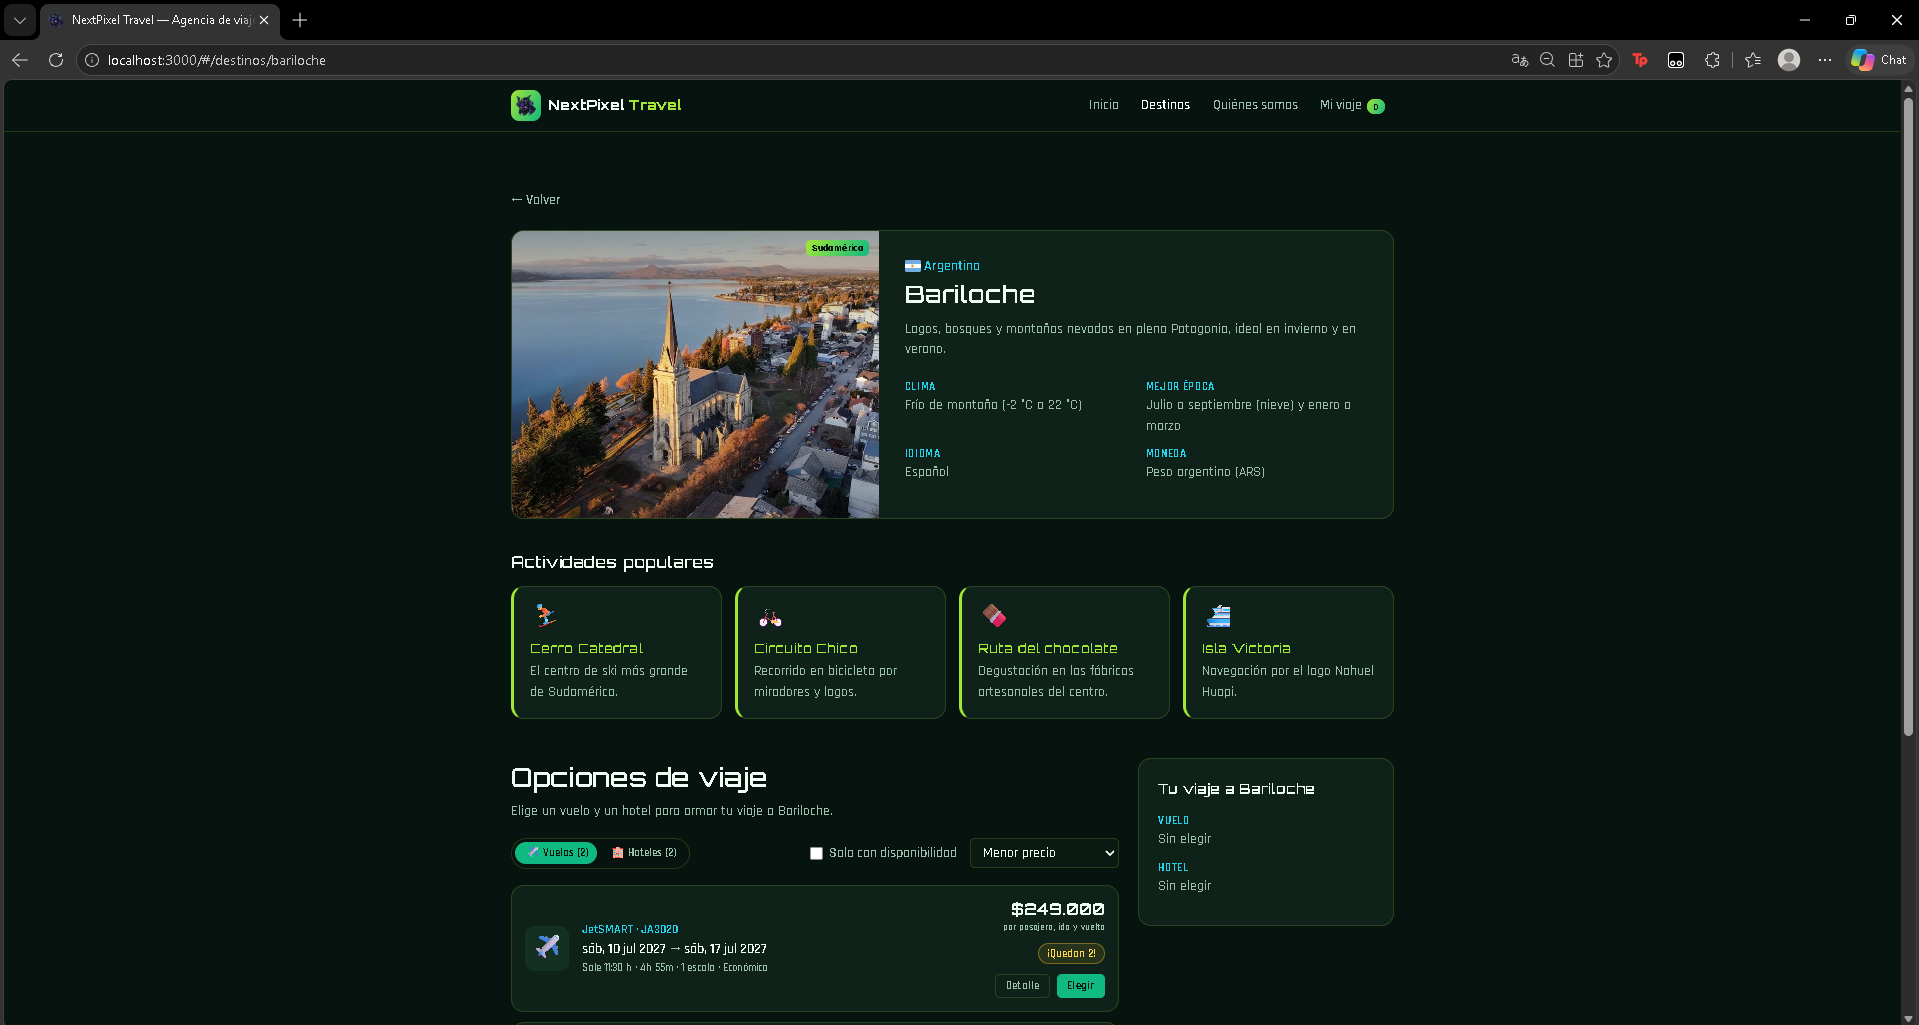 NextPixel Travel — Agencia de viaj
localhost:3000/#/destinos/bariloche
Chat
NextPixel Travel
Inicio
Destinos
Quiénes somos
Mi viaje 0
← Volver
Sudamérica
Argentina
Bariloche
Lagos, bosques y montañas nevadas en plena Patagonia, ideal en invierno y en
verano.
CLIMA
Frío de montaña (-2 °C a 22 °C)
MEJOR ÉPOCA
Julio a septiembre (nieve) y enero a
marzo
IDIOMA
Español
MONEDA
Peso argentino (ARS)
Actividades populares
Cerro Catedral
El centro de ski más grande
de Sudamérica.
Circuito Chico
Recorrido en bicicleta por
miradores y lagos.
Ruta del chocolate
Degustación en las fábricas
artesanales del centro.
Isla Victoria
Navegación por el lago Nahuel
Huapi.
Opciones de viaje
Elige un vuelo y un hotel para armar tu viaje a Bariloche.
Vuelos (2)
Hoteles (2)
Solo con disponibilidad
Menor precio
JetSMART · JA3020
sáb, 10 jul 2027 → sáb, 17 jul 2027
Sale 11:30 h · 4h 55m · 1 escala · Económica
$249.000
por pasajero, ida y vuelta
¡Quedan 2!
Detalle
Elegir
Tu viaje a Bariloche
VUELO
Sin elegir
HOTEL
Sin elegir